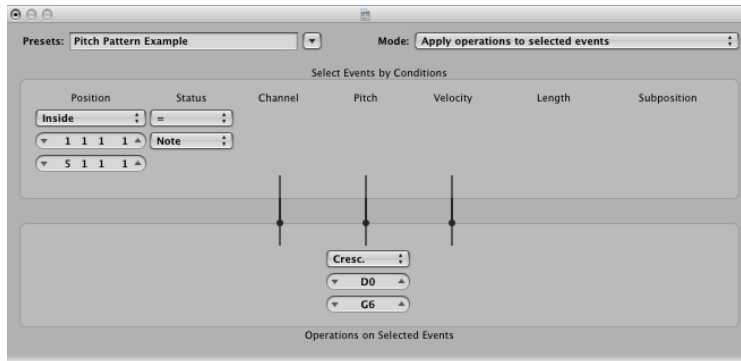 Presets: Pitch Pattern Example Mode: Apply operations to selected events
Select Events by Conditions
Position Status Channel Pitch Velocity Length Subposition
Inside =
1 1 1 1 Note
5 1 1 1
Cresc.
D0
G6
Operations on Selected Events